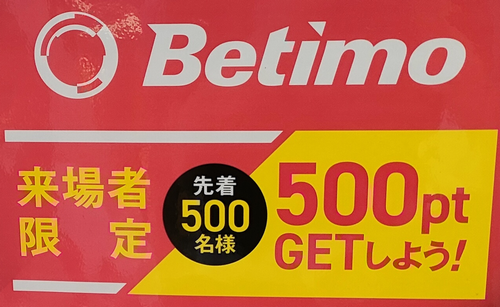 Betimo
来場者
限定
先着
500
名様
500pt
GETしよう!